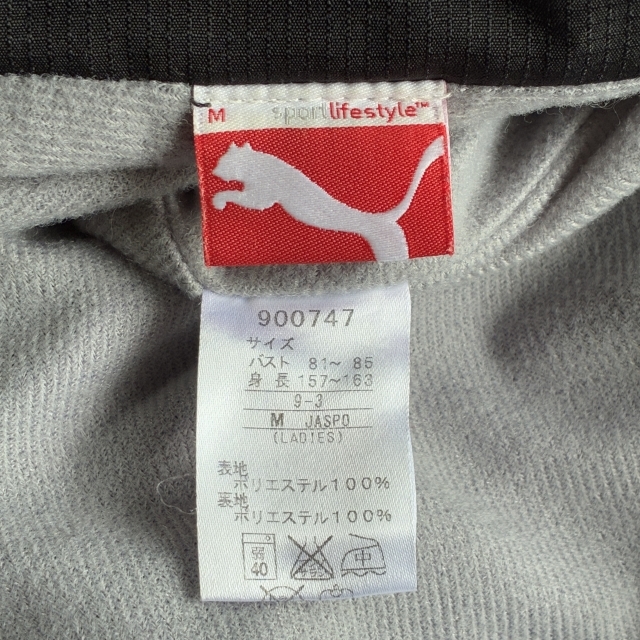 M sportlifestyle™
900747
サイズ
バスト 81～ 85
身 長 157～163
9-3
M JASPO
(LADIES)
表地
ポリエステル100%
裏地
ポリエステル100%
弱
40
中